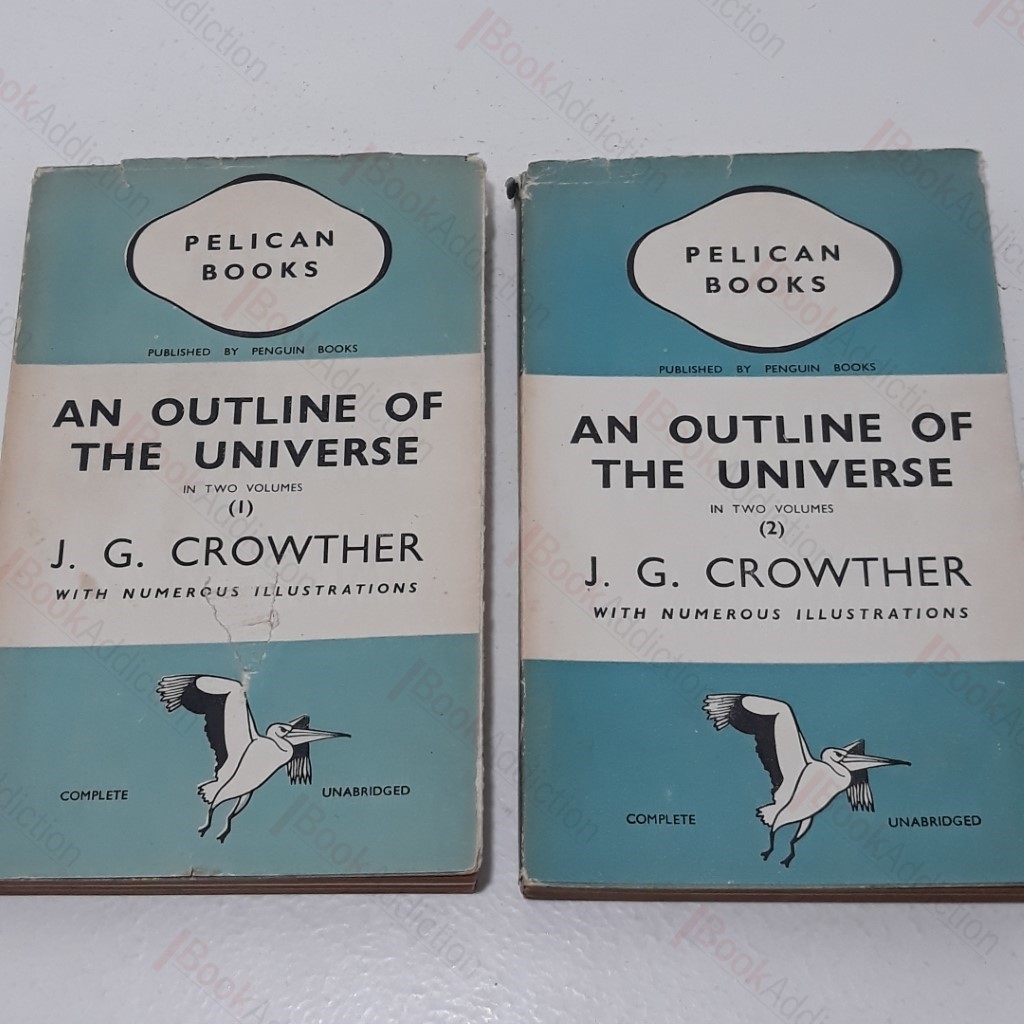 PELICAN
BOOKS
PUBLISHED BY PENGUIN BOOKS
AN OUTLINE OF
THE UNIVERSE
IN TWO VOLUMES
(1)
J. G. CROWTHER
WITH NUMEROUS ILLUSTRATIONS
COMPLETE
UNABRIDGED
PELICAN
BOOKS
PUBLISHED BY PENGUIN BOOKS
AN OUTLINE OF
THE UNIVERSE
IN TWO VOLUMES
(2)
J. G. CROWTHER
WITH NUMEROUS ILLUSTRATIONS
COMPLETE
UNABRIDGED
BookAddiction